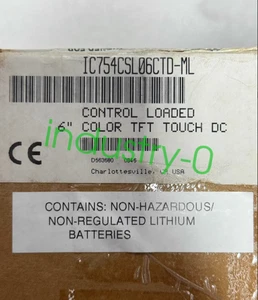 IC754CSL06CTD-ML
CONTROL LOADED
6" COLOR TFT TOUCH DC
industry-0
Charlottesville, VA USA
CONTAINS: NON-HAZARDOUS/
NON-REGULATED LITHIUM
BATTERIES